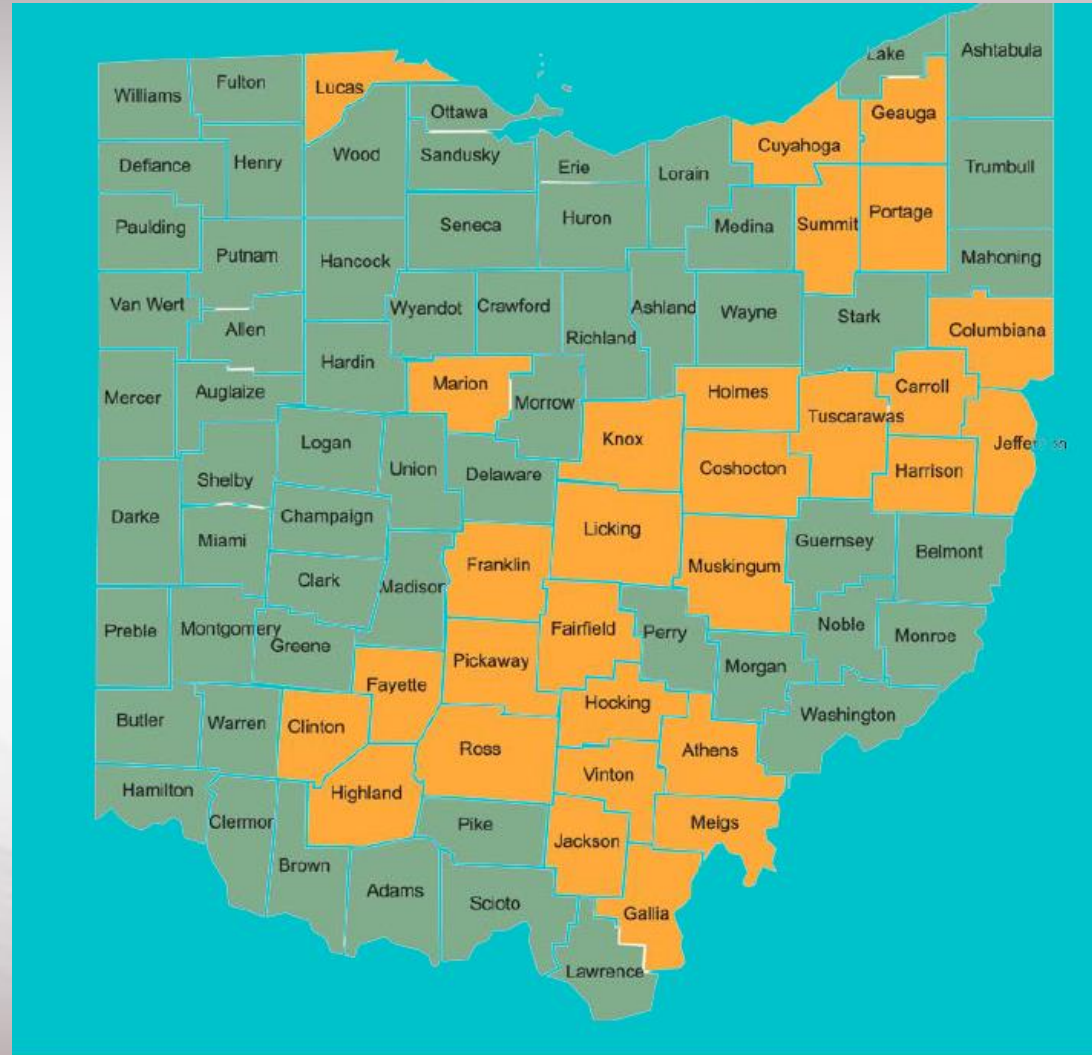 Lake
Ashtabula
Fulton
Lucas
Williams
Ottawa
Geauga
Cuyahoga
Wood
Sandusky
Henry
Defiance
Erie
Lorain
Trumbull
Paulding
Seneca
Huron
Medina
Summit
Portage
Putnam
Hancock
Mahoning
Van Wert
Wyandot
Crawford
Ashland
Wayne
Stark
Allen
Richland
Columbiana
Hardin
Marion
Mercer
Auglaize
Morrow
Holmes
Carroll
Tuscarawas
Logan
Knox
Union
Delaware
Coshocton
Harrison
Shelby
Darke
Champaign
Miami
Licking
Guernsey
Belmont
Franklin
Muskingum
Clark
Madison
Preble
Montgomery
Greene
Fairfield
Perry
Noble
Monroe
Pickaway
Morgan
Fayette
Hocking
Washington
Butler
Warren
Clinton
Ross
Athens
Vinton
Hamilton
Highland
Clermor
Pike
Meigs
Jackson
Brown
Adams
Scioto
Gallia
Lawrence